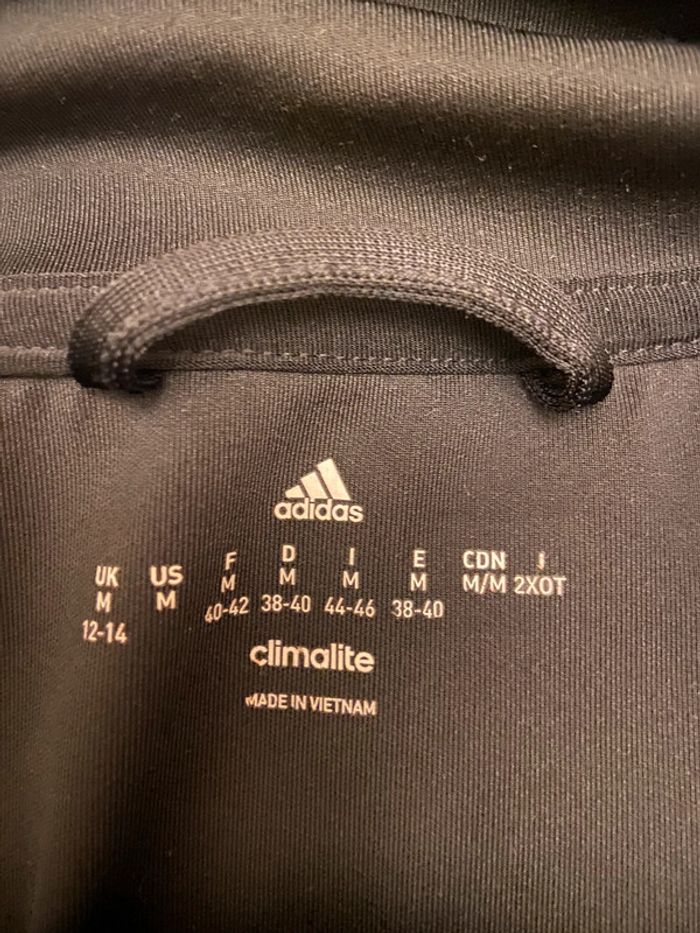 adidas
UK US F D I E CDN J
M M M M M M M/M 2XOT
12-14 40-42 38-40 44-46 38-40
climalite
MADE IN VIETNAM